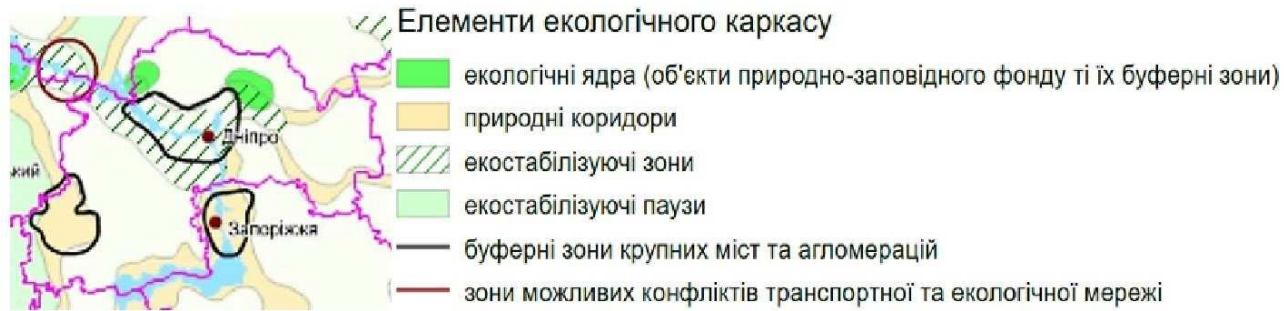 Елементи екологічного каркасу
екологічні ядра (об'єкти природно-заповідного фонду ті їх буферні зони)
природні коридори
Дніпро
екостабілізуючі зони
ький
екостабілізуючі паузи
Запоріжжя
буферні зони крупних міст та агломерацій
зони можливих конфліктів транспортної та екологічної мережі